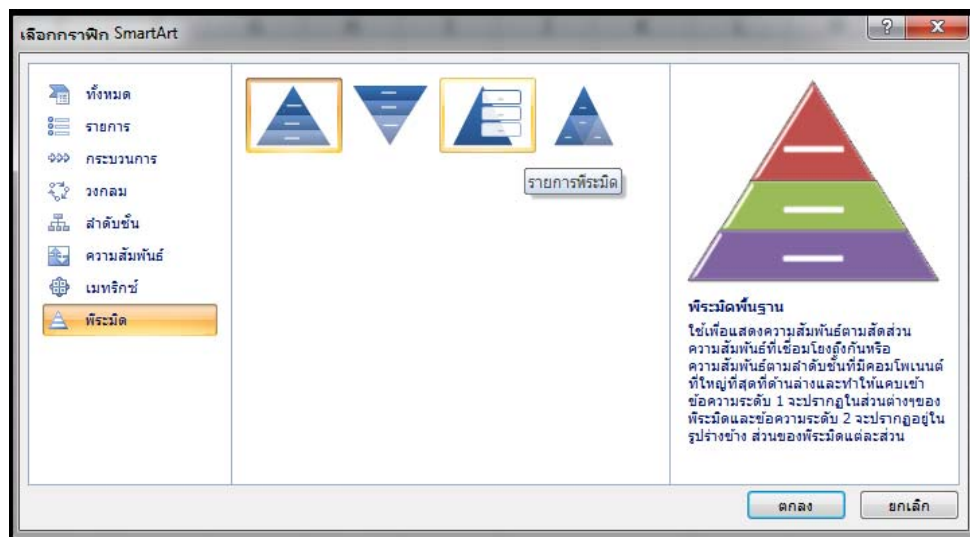 เลือกกราฟิก SmartArt
ทั้งหมด
รายการ
กระบวนการ
วงกลม
ลำดับชั้น
ความสัมพันธ์
เมทริกซ์
พีระมิด
รายการพีระมิด
พีระมิดพื้นฐาน
ใช้เพื่อแสดงความสัมพันธ์ตามสัดส่วน
ความสัมพันธ์ที่เชื่อมโยงถึงกันหรือ
ความสัมพันธ์ตามลำดับชั้นที่มีคอมโพเนนต์
ที่ใหญ่ที่สุดที่ด้านล่างและทำให้แคบเข้า
ข้อความระดับ 1 จะปรากฏในส่วนต่างๆของ
พีระมิดและข้อความระดับ 2 จะปรากฏอยู่ใน
รูปร่างข้าง ส่วนของพีระมิดแต่ละส่วน
ตกลง
ยกเลิก